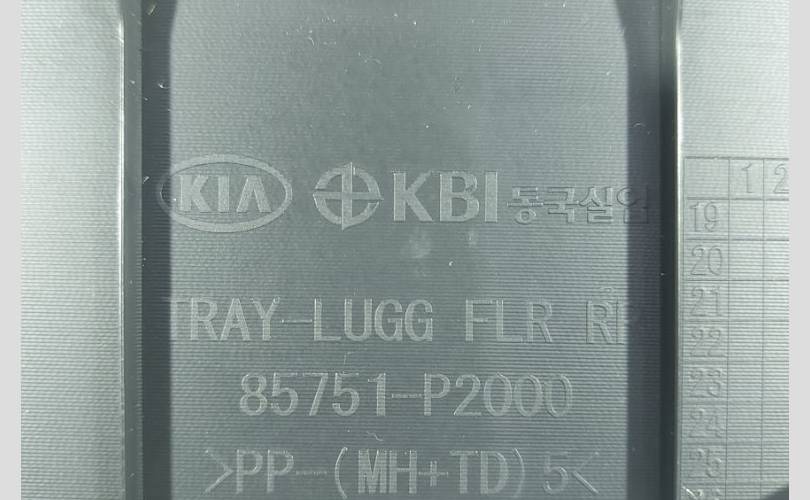 KIA KBI 동국실업
TRAY-LUGG FLR RR
85751-P2000
>PP-(MH+TD)5<
1 2
19
20
21
22
23
24
25